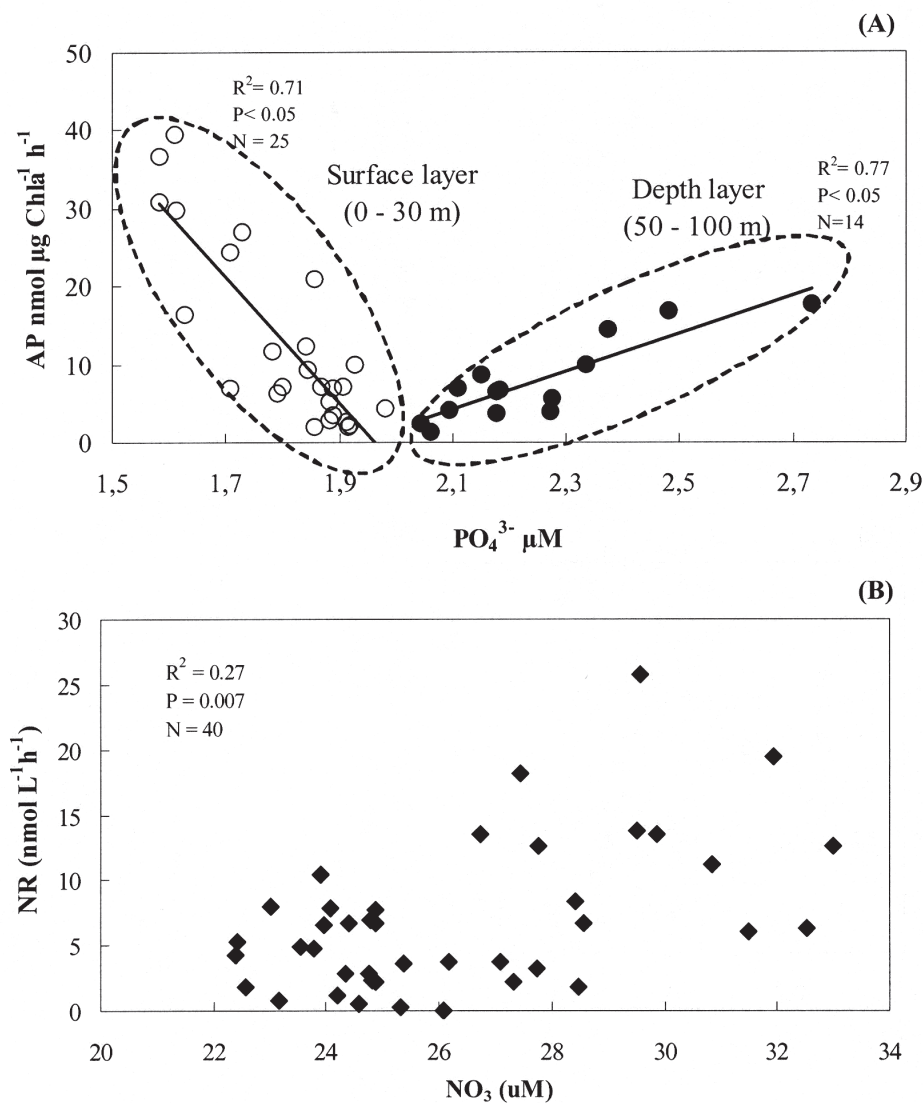 (A)
50
40
30
20
10
0
AP nmol µg Chla⁻¹ h⁻¹
R²= 0.71
P< 0.05
N = 25
Surface layer
(0 - 30 m)
Depth layer
(50 - 100 m)
R²= 0.77
P< 0.05
N=14
1,5 1,7 1,9 2,1 2,3 2,5 2,7 2,9
PO₄³⁻ µM
(B)
30
25
20
15
10
5
0
NR (nmol L⁻¹h⁻¹)
R² = 0.27
P = 0.007
N = 40
20 22 24 26 28 30 32 34
NO₃ (uM)